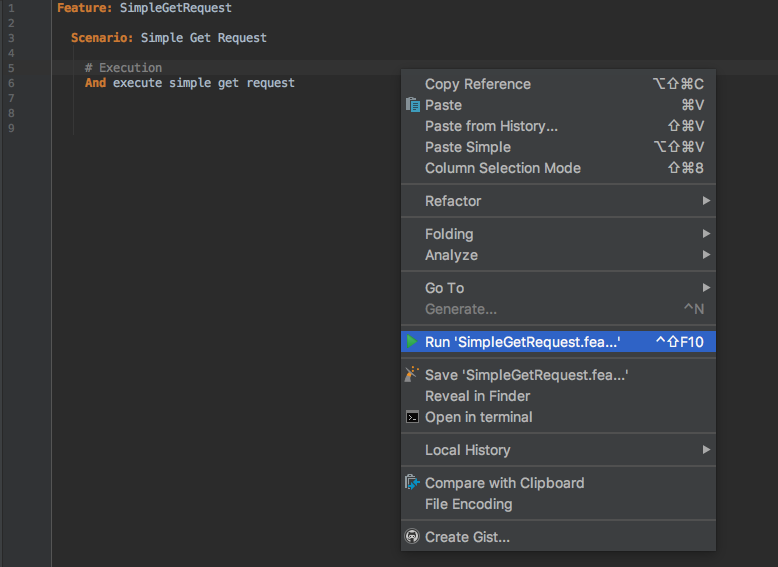 1 Feature: SimpleGetRequest
2
3 Scenario: Simple Get Request
4
5 # Execution
6 And execute simple get request
7
8
9
Copy Reference ⌥⇧⌘C
Paste ⌘V
Paste from History... ⇧⌘V
Paste Simple ⌥⇧⌘V
Column Selection Mode ⇧⌘8
Refactor
Folding
Analyze
Go To
Generate... ^N
Run 'SimpleGetRequest.fea...' ^⇧F10
Save 'SimpleGetRequest.fea...'
Reveal in Finder
Open in terminal
Local History
Compare with Clipboard
File Encoding
Create Gist...